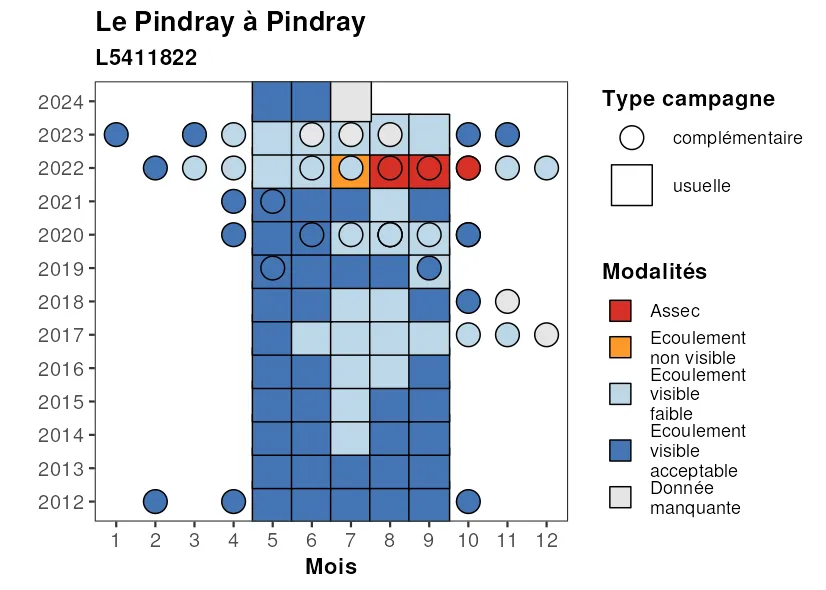 Le Pindray à Pindray
L5411822
2024
2023
2022
2021
2020
2019
2018
2017
2016
2015
2014
2013
2012
1 2 3 4 5 6 7 8 9 10 11 12
Mois
Type campagne
complémentaire
usuelle
Modalités
Assec
Ecoulement
non visible
Ecoulement
visible
faible
Ecoulement
visible
acceptable
Donnée
manquante